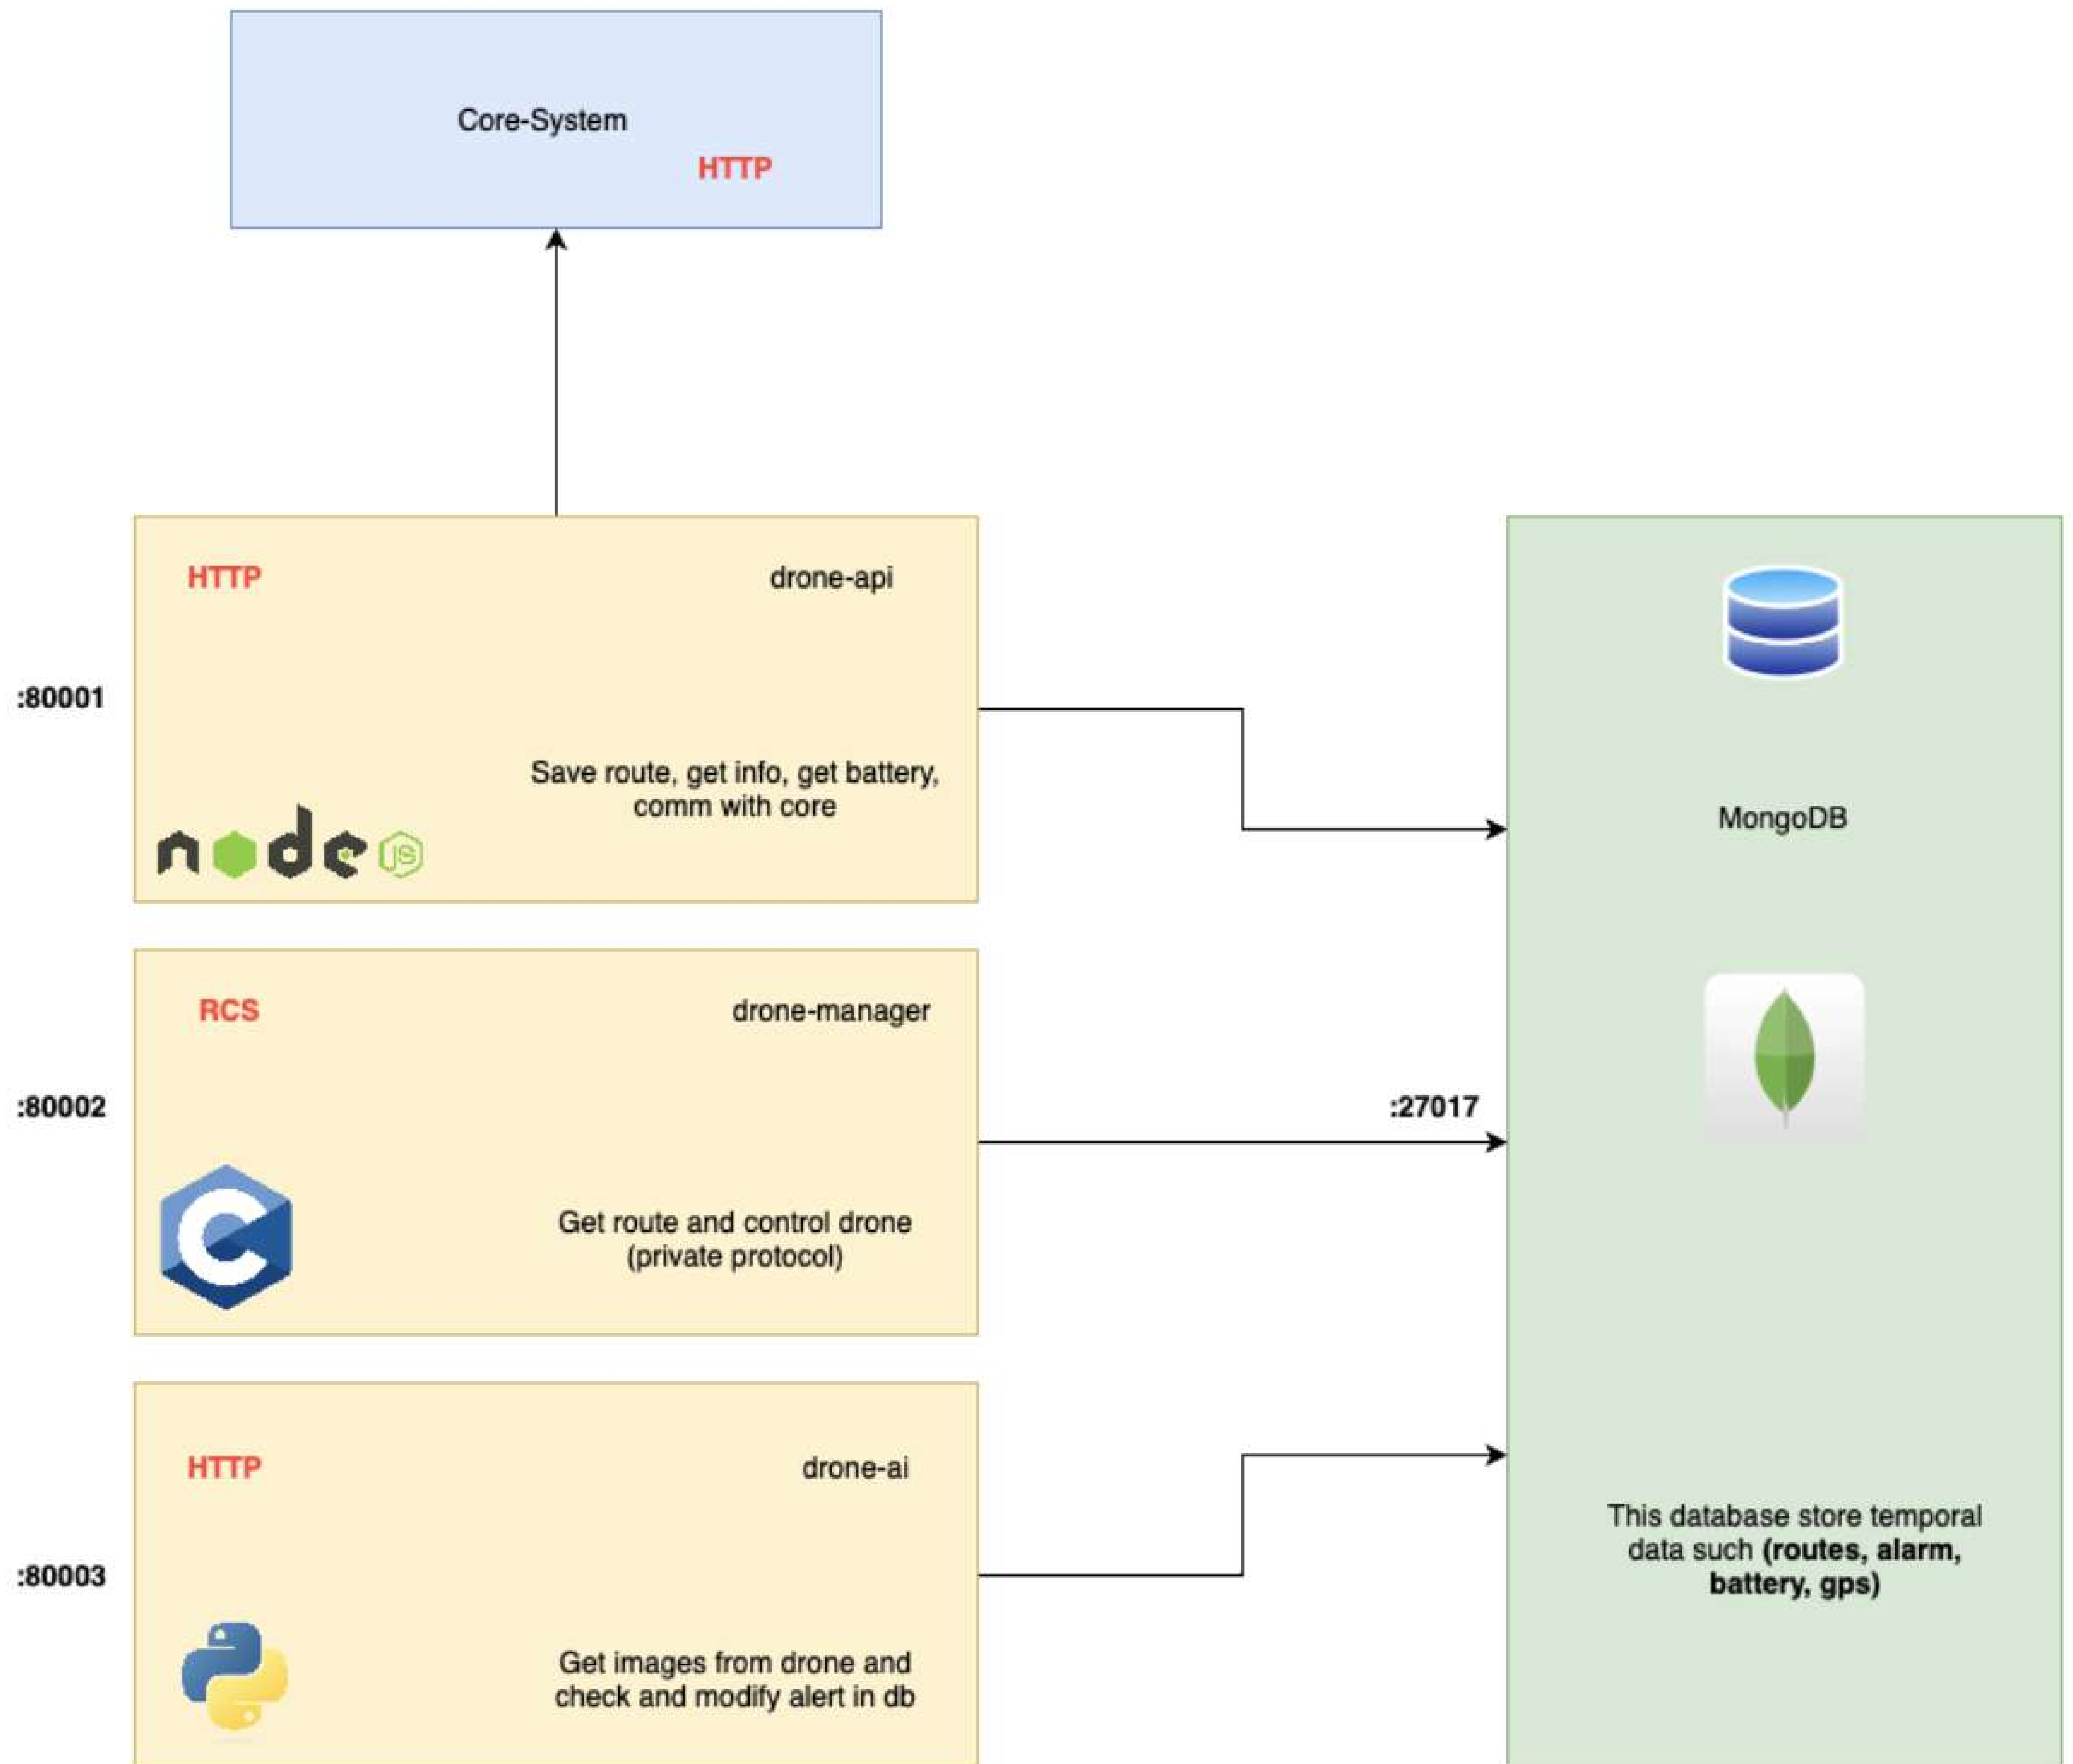 Core-System
HTTP
HTTP
drone-api
:80001
Save route, get info, get battery,
comm with core
node
JS
RCS
drone-manager
:80002
C
Get route and control drone
(private protocol)
HTTP
drone-ai
:80003
Get images from drone and
check and modify alert in db
MongoDB
:27017
This database store temporal
data such (routes, alarm,
battery, gps)